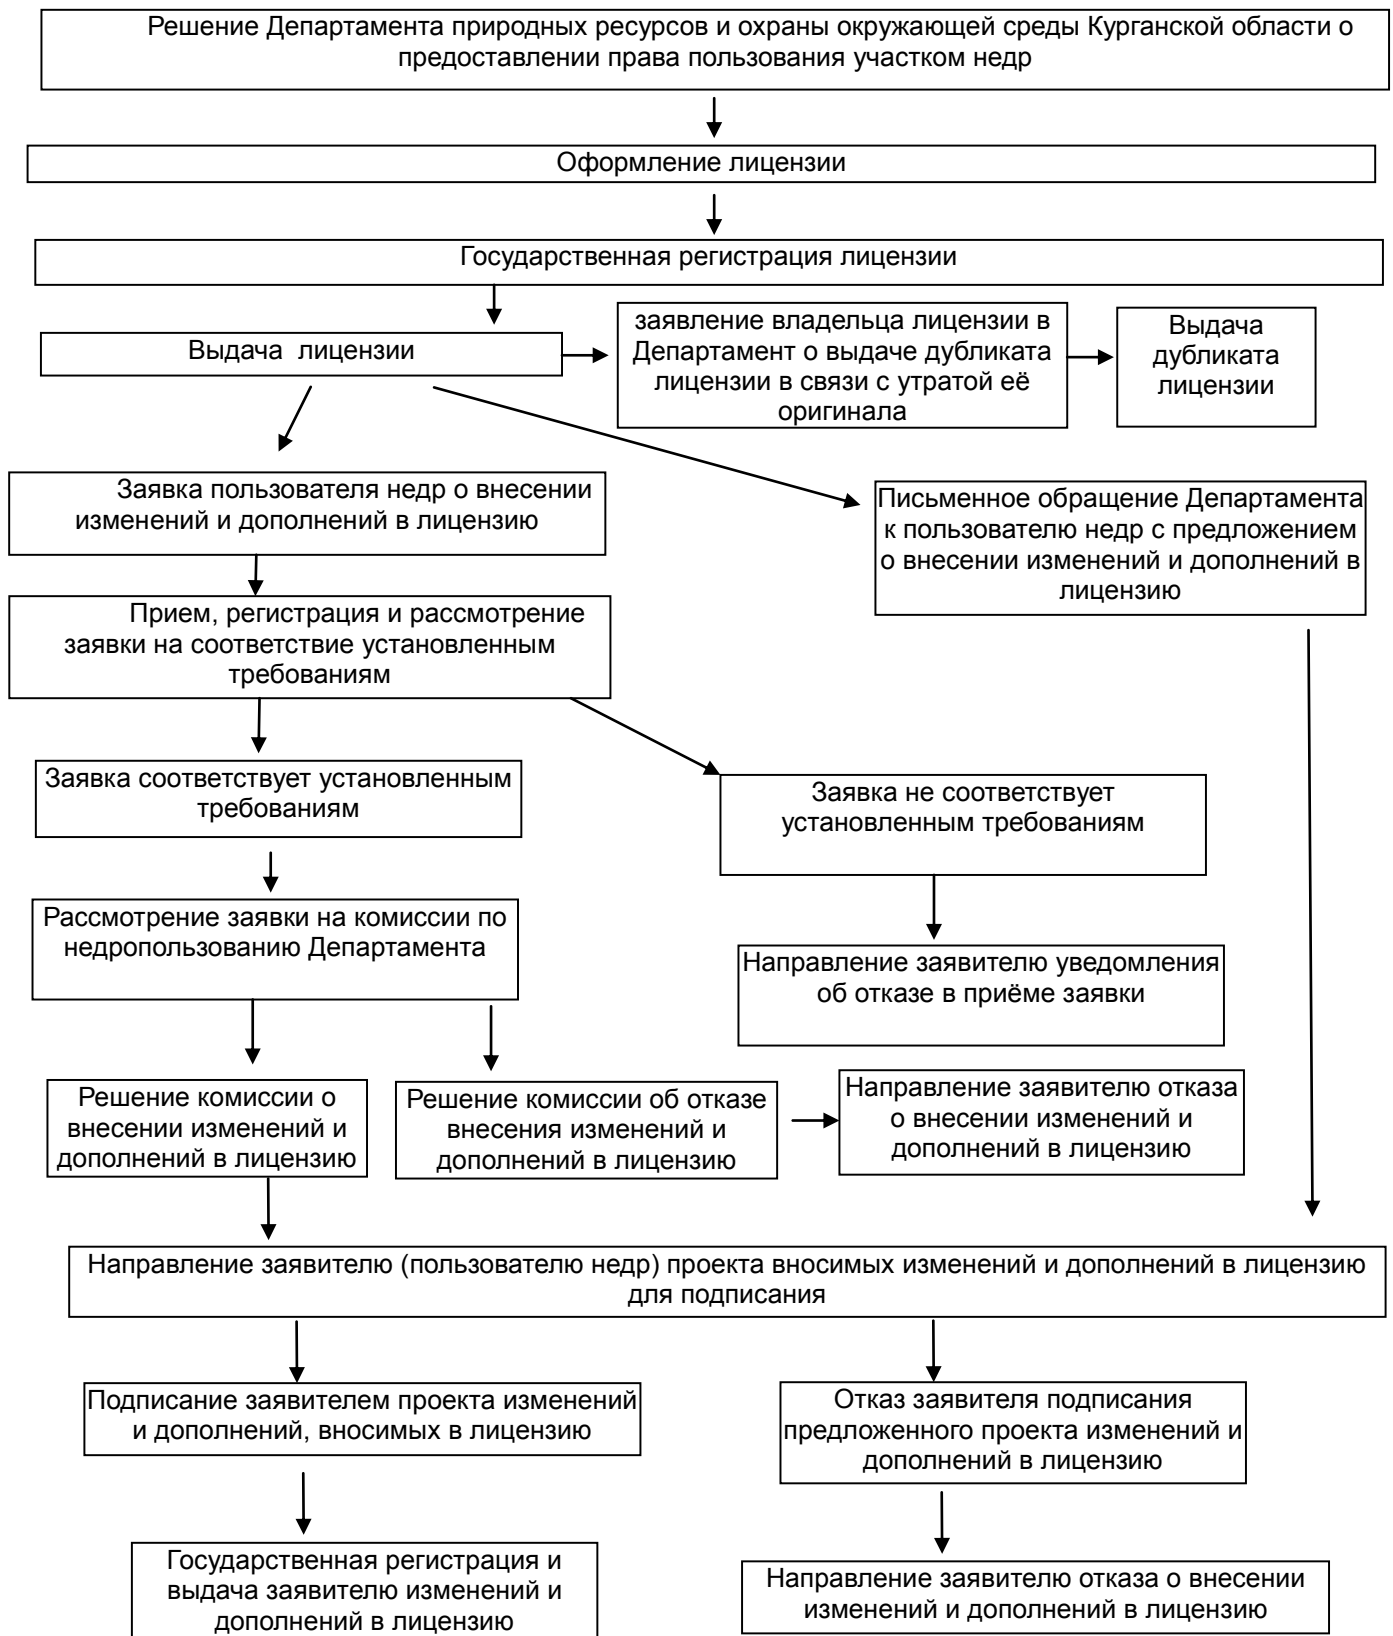 Решение Департамента природных ресурсов и охраны окружающей среды Курганской области о
предоставлении права пользования участком недр
Оформление лицензии
Государственная регистрация лицензии
Выдача лицензии
заявление владельца лицензии в
Департамент о выдаче дубликата
лицензии в связи с утратой её
оригинала
Выдача
дубликата
лицензии
Заявка пользователя недр о внесении
изменений и дополнений в лицензию
Письменное обращение Департамента
к пользователю недр с предложением
о внесении изменений и дополнений в
лицензию
Прием, регистрация и рассмотрение
заявки на соответствие установленным
требованиям
Заявка соответствует установленным
требованиям
Заявка не соответствует
установленным требованиям
Рассмотрение заявки на комиссии по
недропользованию Департамента
Направление заявителю уведомления
об отказе в приёме заявки
Решение комиссии о
внесении изменений и
дополнений в лицензию
Решение комиссии об отказе
внесения изменений и
дополнений в лицензию
Направление заявителю отказа
о внесении изменений и
дополнений в лицензию
Направление заявителю (пользователю недр) проекта вносимых изменений и дополнений в лицензию
для подписания
Подписание заявителем проекта изменений
и дополнений, вносимых в лицензию
Отказ заявителя подписания
предложенного проекта изменений и
дополнений в лицензию
Государственная регистрация и
выдача заявителю изменений и
дополнений в лицензию
Направление заявителю отказа о внесении
изменений и дополнений в лицензию